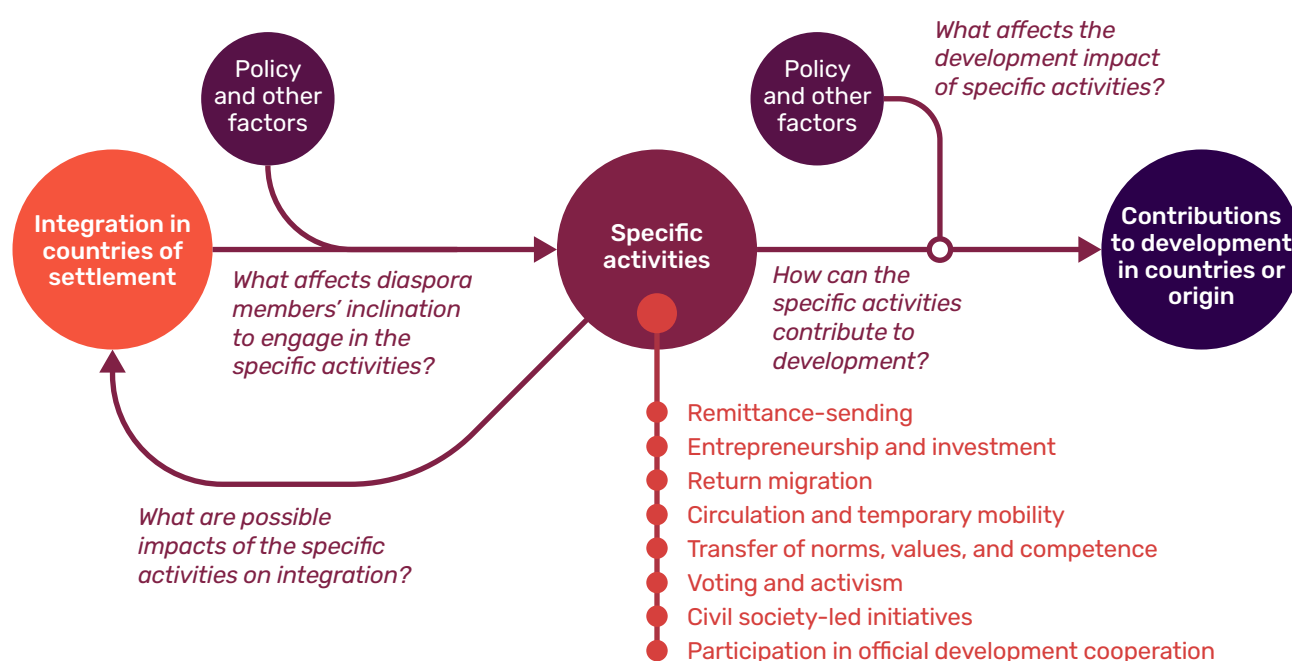 Policy
and other
factors
Policy
and other
factors
What affects the
development impact
of specific activities?
Integration in
countries of
settlement
What affects diaspora
members’ inclination
to engage in the
specific activities?
Specific
activities
How can the
specific activities
contribute to
development?
Contributions
to development
in countries or
origin
What are possible
impacts of the specific
activities on integration?
Remittance-sending
Entrepreneurship and investment
Return migration
Circulation and temporary mobility
Transfer of norms, values, and competence
Voting and activism
Civil society-led initiatives
Participation in official development cooperation